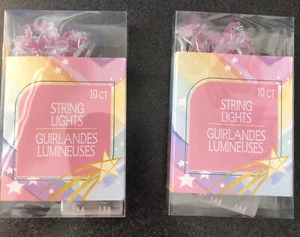 10 CT
STRING
LIGHTS
GUIRLANDES
LUMINEUSES
10 CT
STRING
LIGHTS
GUIRLANDES
LUMINEUSES